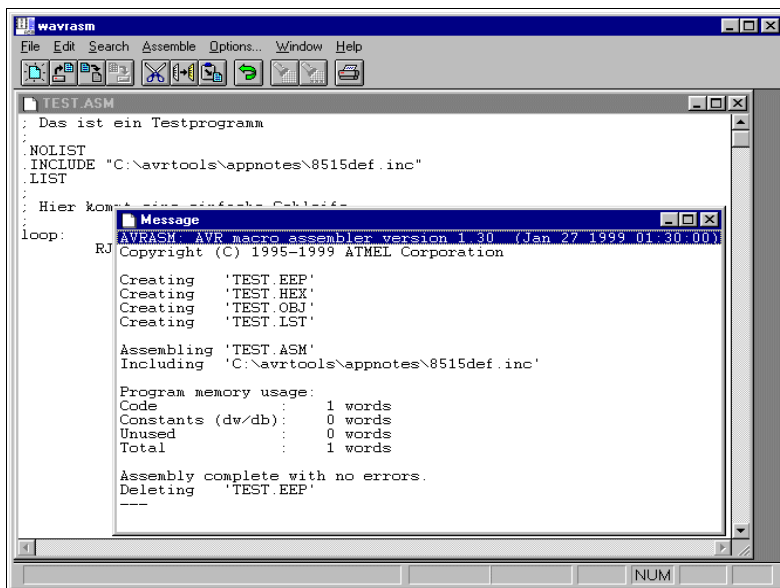 wavrasm
File Edit Search Assemble Options... Window Help
TEST.ASM
; Das ist ein Testprogramm
;
.NOLIST
.INCLUDE "C:\avrtools\appnotes\8515def.inc"
.LIST
;
; Hier kommt eine einfache Schleife
;
loop:
RJ
Message
AVRASM: AVR macro assembler version 1.30 (Jan 27 1999 01:30:00)
Copyright (C) 1995-1999 ATMEL Corporation
Creating 'TEST.EEP'
Creating 'TEST.HEX'
Creating 'TEST.OBJ'
Creating 'TEST.LST'
Assembling 'TEST.ASM'
Including 'C:\avrtools\appnotes\8515def.inc'
Program memory usage:
Code : 1 words
Constants (dw/db): 0 words
Unused : 0 words
Total : 1 words
Assembly complete with no errors.
Deleting 'TEST.EEP'
---
NUM